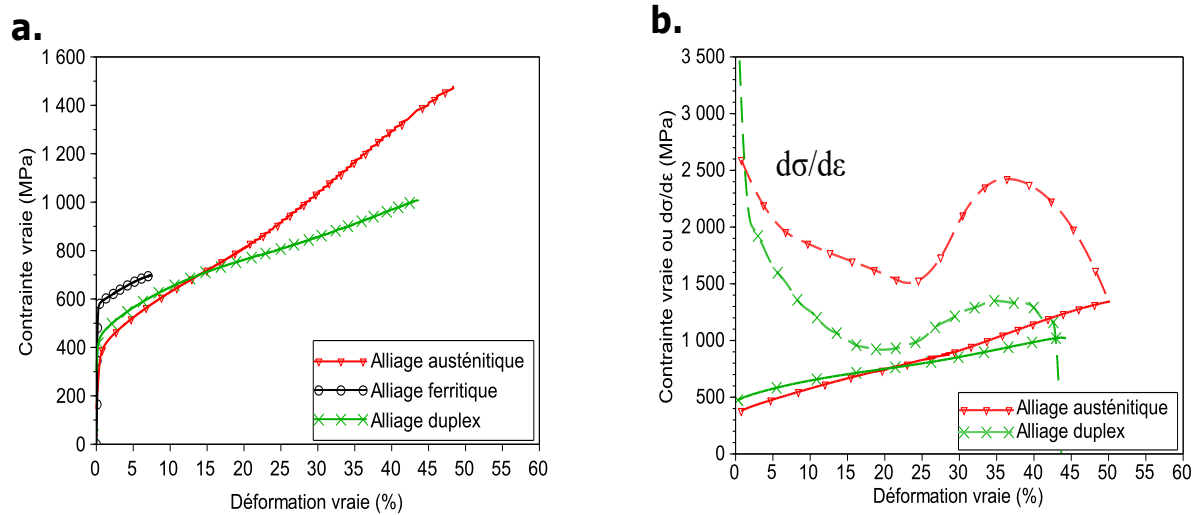 a.
1 600
1 400
1 200
1 000
800
600
400
200
0
Contrainte vraie (MPa)
Alliage austénitique
Alliage ferritique
Alliage duplex
0 5 10 15 20 25 30 35 40 45 50 55 60
Déformation vraie (%)
b.
3 500
3 000
2 500
2 000
1 500
1 000
500
0
Contrainte vraie ou dσ/dε (MPa)
dσ/dε
Alliage austénitique
Alliage duplex
0 5 10 15 20 25 30 35 40 45 50 55 60
Déformation vraie (%)